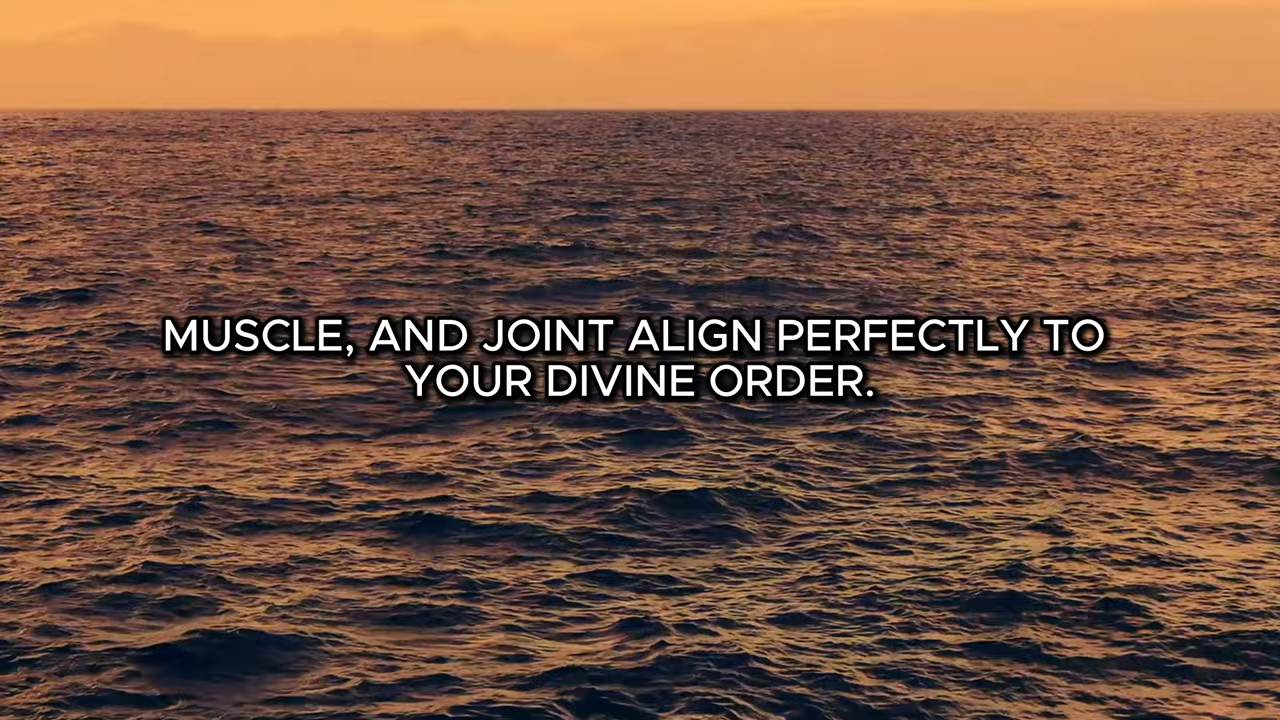 MUSCLE, AND JOINT ALIGN PERFECTLY TO
YOUR DIVINE ORDER.